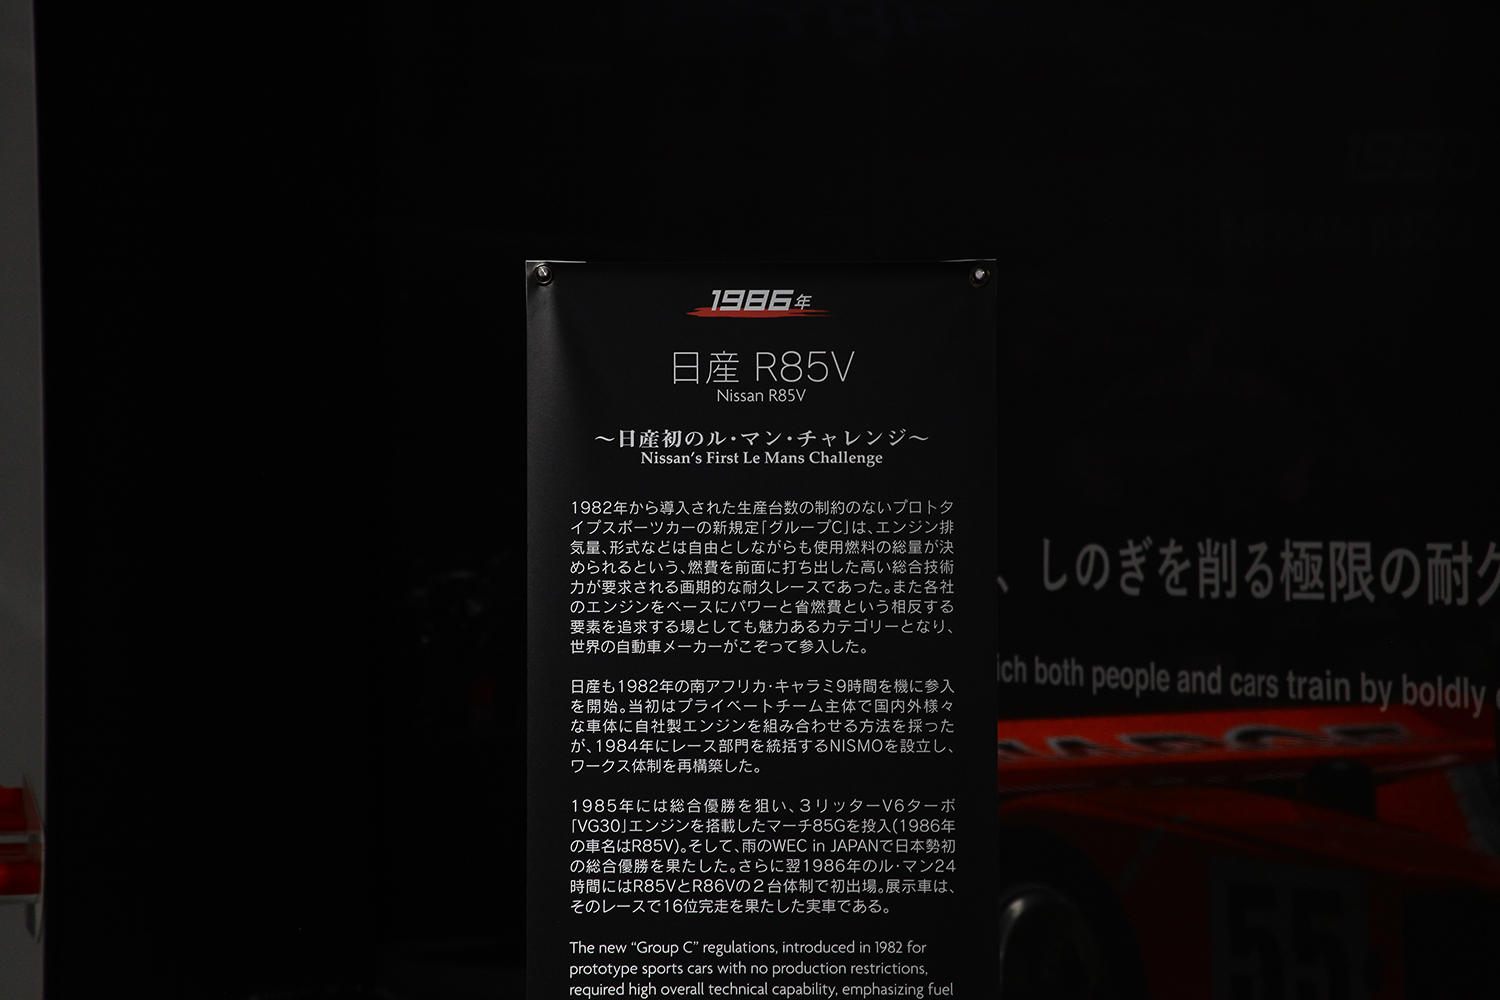 1986年
日産 R85V
Nissan R85V
〜日産初のル・マン・チャレンジ〜
Nissan's First Le Mans Challenge
1982年から導入された生産台数の制約のないプロトタ
イプスポーツカーの新規定「グループC」は、エンジン排
気量、形式などは自由としながらも使用燃料の総量が決
められるという、燃費を前面に打ち出した高い総合技術
力が要求される画期的な耐久レースであった。また各社
のエンジンをベースにパワーと省燃費という相反する
要素を追求する場としても魅力あるカテゴリーとなり、
世界の自動車メーカーがこぞって参入した。
日産も1982年の南アフリカ・キャラミ9時間を機に参入
を開始。当初はプライベートチーム主体で国内外様々
な車体に自社製エンジンを組み合わせる方法を採った
が、1984年にレース部門を統括するNISMOを設立し、
ワークス体制を再構築した。
1985年には総合優勝を狙い、3リッターV6ターボ
「VG30」エンジンを搭載したマーチ85Gを投入(1986年
の車名はR85V)。そして、雨のWEC in JAPANで日本勢初
の総合優勝を果たした。さらに翌1986年のル・マン24
時間にはR85VとR86Vの2台体制で初出場。展示車は、
そのレースで16位完走を果たした実車である。
The new “Group C” regulations, introduced in 1982 for
prototype sports cars with no production restrictions,
required high overall technical capability, emphasizing fuel
、しのぎを削る極限の耐久
ich both people and cars train by boldly